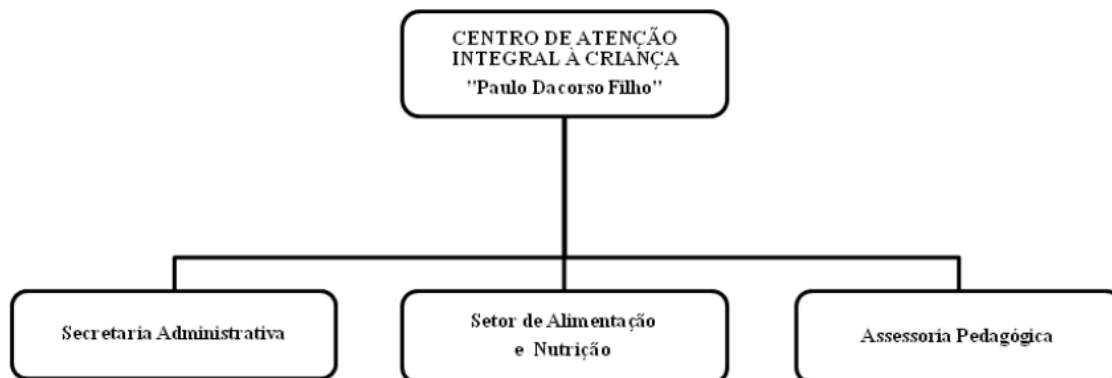 CENTRO DE ATENÇÃO
INTEGRAL À CRIANÇA
"Paulo Dacorso Filho"
Secretaria Administrativa
Setor de Alimentação
e Nutrição
Assessoria Pedagógica